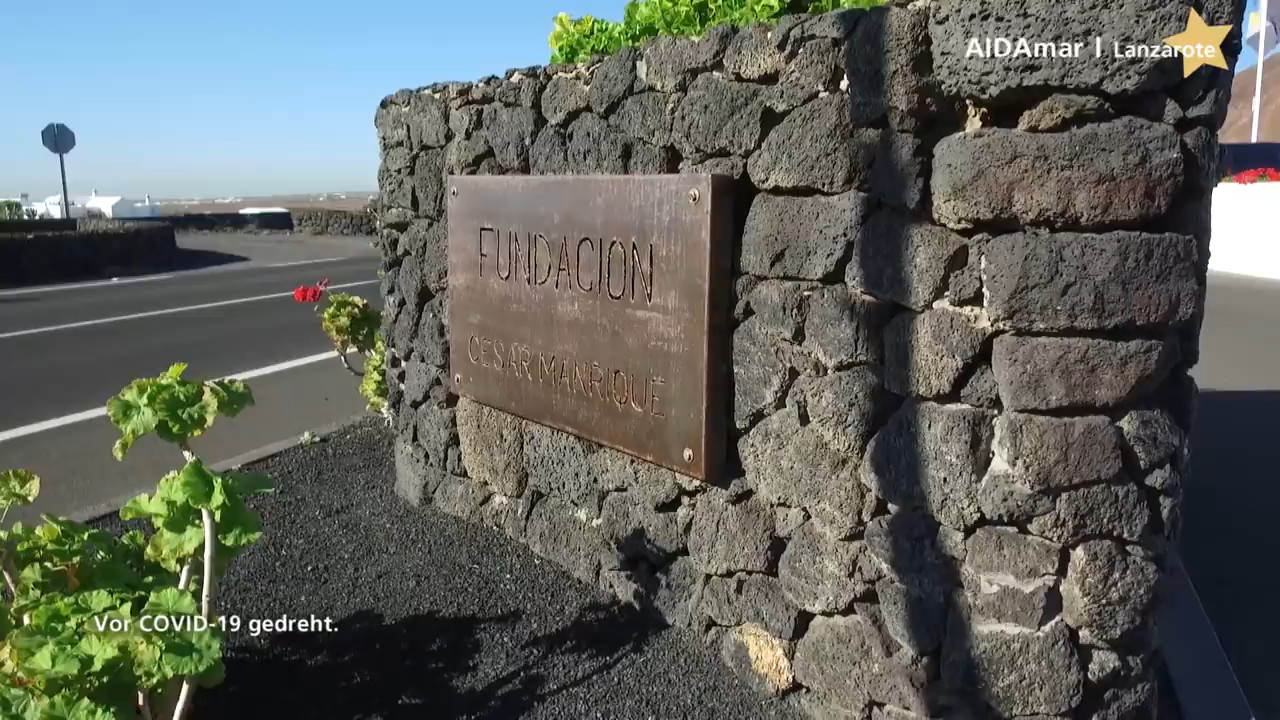 AIDAmar | Lanzarote
FUNDACION
CESAR MANRIQUE
Vor COVID-19 gedreht.